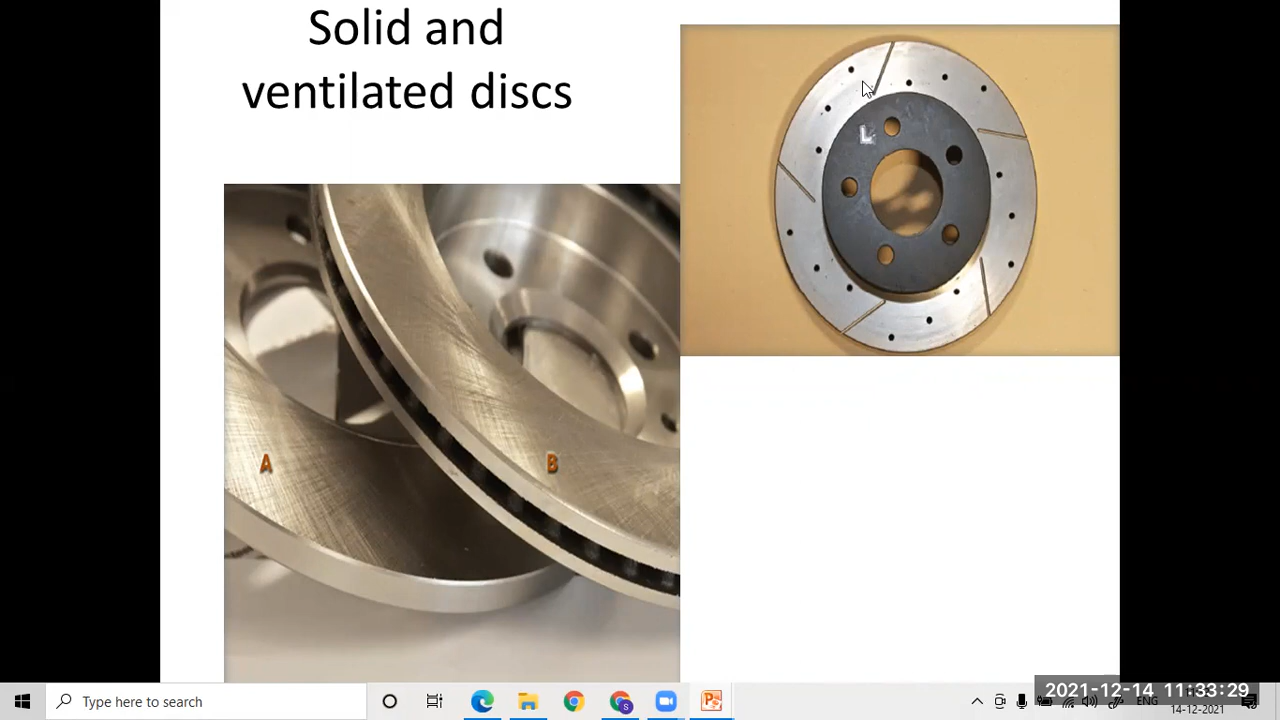 Solid and
ventilated discs
L
A
B
Type here to search
2021-12-14 11:33:29
ENG
14-12-2021